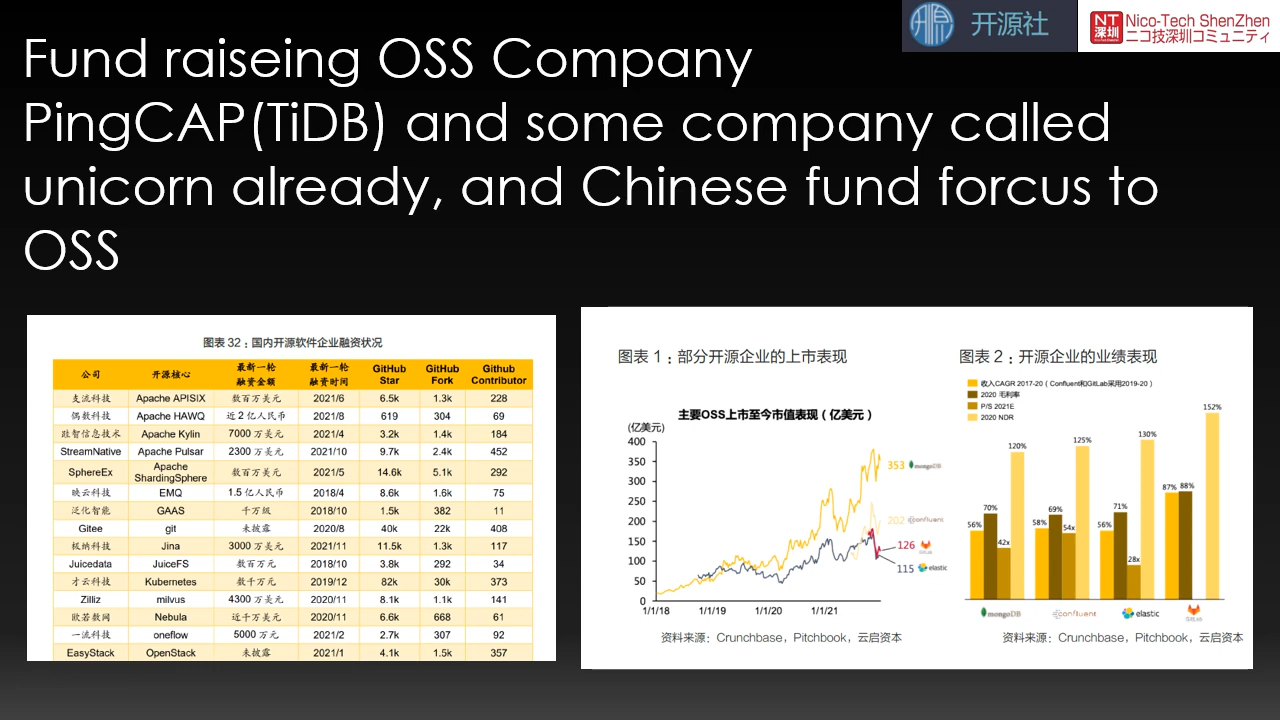 开源社
NT
深圳
Nico-Tech ShenZhen
ニコ技深圳コミュニティ
Fund raiseing OSS Company
PingCAP(TiDB) and some company called
unicorn already, and Chinese fund forcus to
OSS
图表 32：国内开源软件企业融资状况
公司 开源核心 最新一轮融资金额 最新一轮融资时间 GitHub Star GitHub Fork Github Contributor
支流科技 Apache APISIX 数百万美元 2021/6 6.5k 1.3k 228
偶数科技 Apache HAWQ 近 2 亿人民币 2021/8 619 304 69
跬智信息技术 Apache Kylin 7000 万美元 2021/4 3.2k 1.4k 184
StreamNative Apache Pulsar 2300 万美元 2021/10 9.7k 2.4k 452
SphereEx Apache ShardingSphere 数百万美元 2021/5 14.6k 5.1k 292
映云科技 EMQ 1.5 亿人民币 2018/4 8.6k 1.6k 75
泛化智能 GAAS 千万级 2018/10 1.5k 382 11
Gitee git 未披露 2020/8 40k 22k 408
极纳科技 Jina 3000 万美元 2021/11 11.5k 1.3k 117
Juicedata JuiceFS 数百万元 2018/10 3.8k 292 34
才云科技 Kubernetes 数千万元 2019/12 82k 30k 373
Zilliz milvus 4300 万美元 2020/11 8.1k 1.1k 141
欧若数网 Nebula 近千万美元 2020/11 6.6k 668 61
一流科技 oneflow 5000 万元 2021/2 2.7k 307 92
EasyStack OpenStack 未披露 2021/1 4.1k 1.5k 357
图表 1：部分开源企业的上市表现
主要OSS上市至今市值表现（亿美元）
(亿美元)
400
350
300
250
200
150
100
50
0
1/1/18 1/1/19 1/1/20 1/1/21
353 mongoDB
202 confluent
126 GitLab
115 elastic
资料来源：Crunchbase，Pitchbook，云启资本
图表 2：开源企业的业绩表现
收入CAGR 2017-20（Confluent和GitLab采用2019-20）
2020 毛利率
P/S 2021E
2020 NDR
56% 70% 42x 120%
58% 69% 54x 125%
56% 71% 28x 130%
87% 88% 152%
mongoDB confluent elastic GitLab
资料来源：Crunchbase，Pitchbook，云启资本